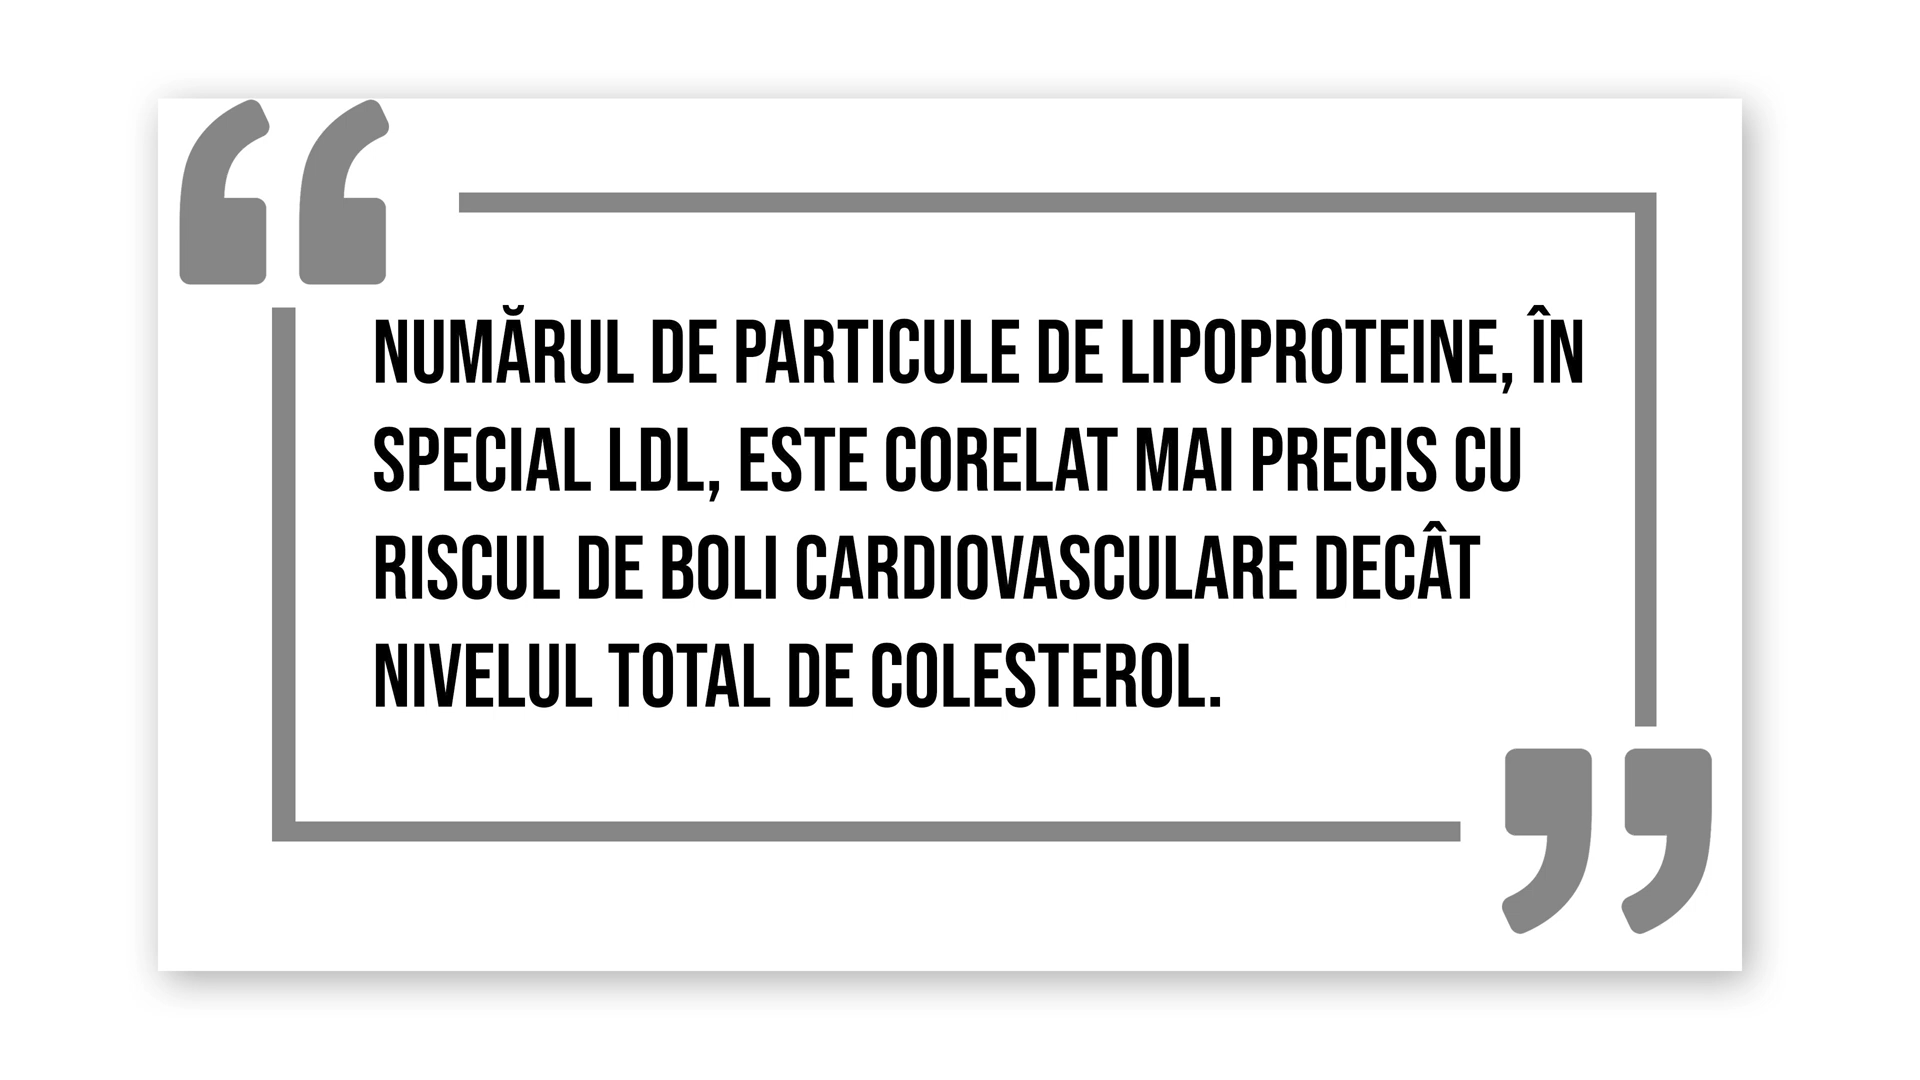 NUMĂRUL DE PARTICULE DE LIPOPROTEINE, ÎN
SPECIAL LDL, ESTE CORELAT MAI PRECIS CU
RISCUL DE BOLI CARDIOVASCULARE DECÂT
NIVELUL TOTAL DE COLESTEROL.